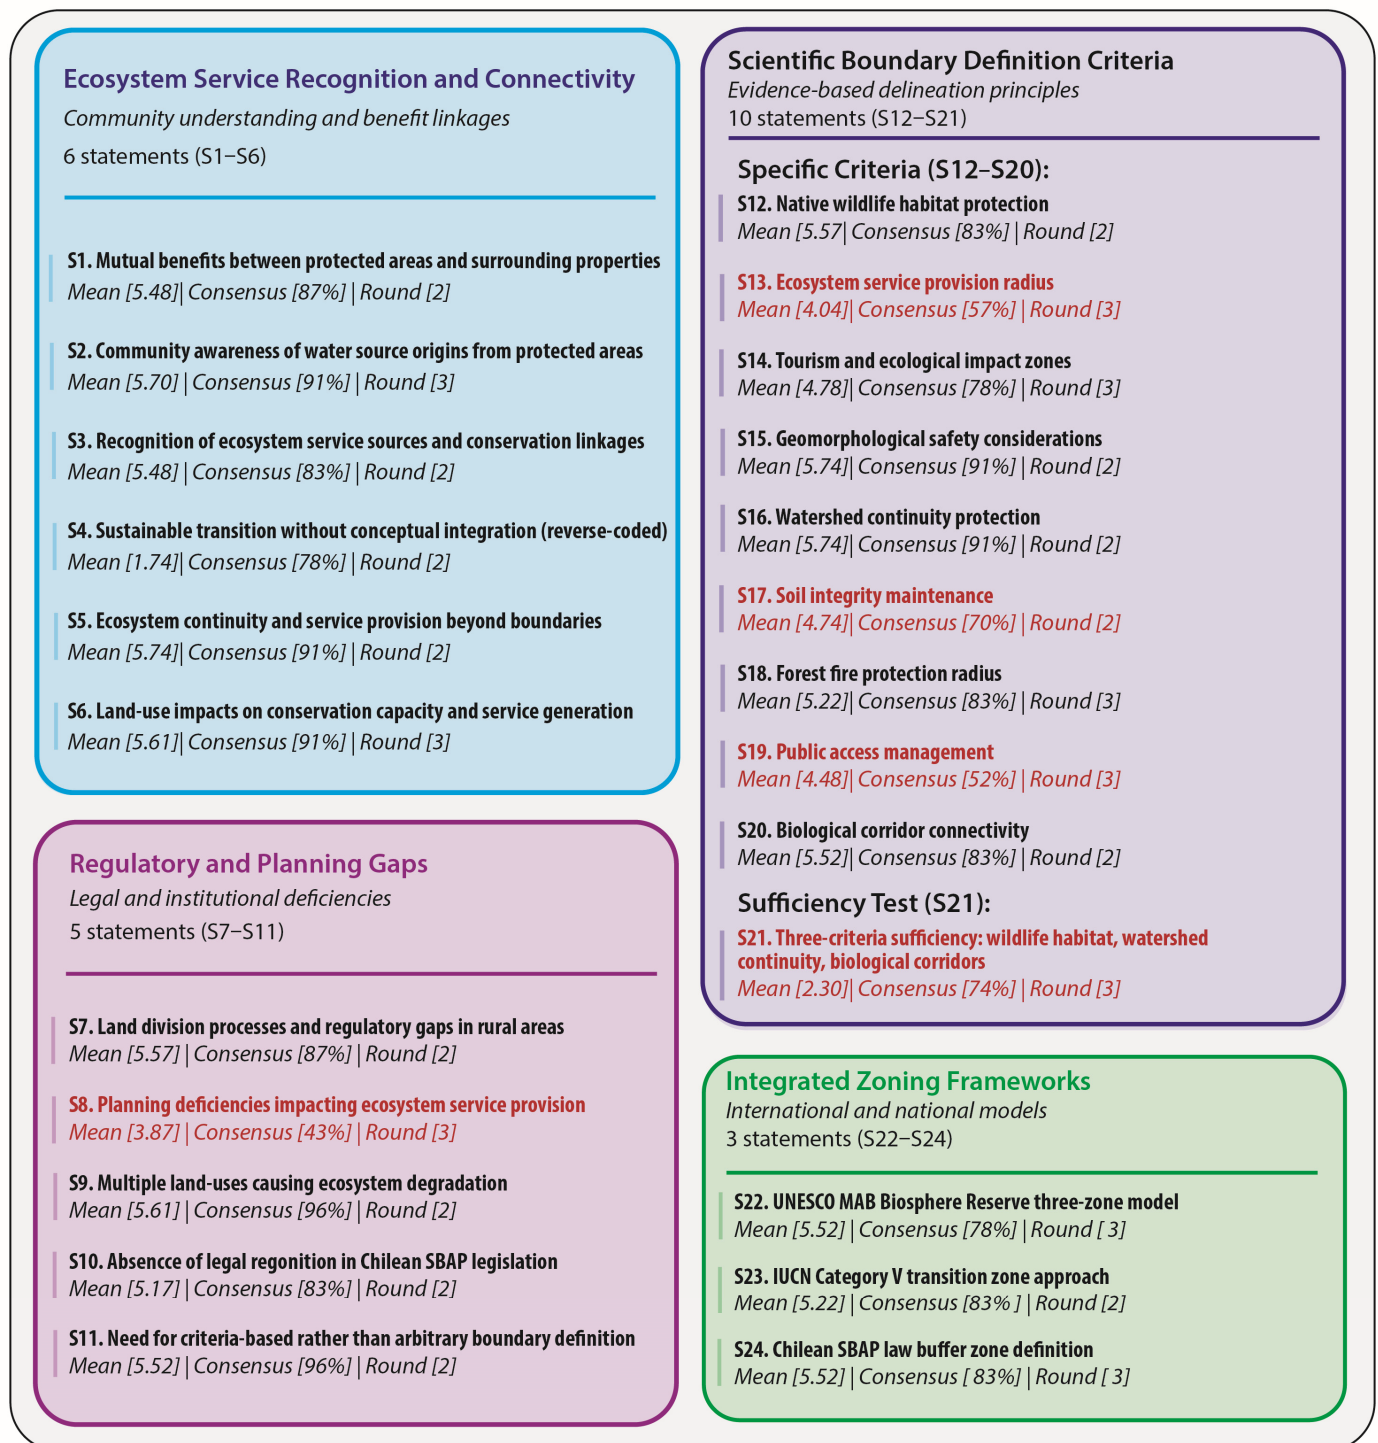 Ecosystem Service Recognition and Connectivity
Community understanding and benefit linkages
6 statements (S1–S6)
S1. Mutual benefits between protected areas and surrounding properties
Mean [5.48]| Consensus [87%] | Round [2]
S2. Community awareness of water source origins from protected areas
Mean [5.70] | Consensus [91%] | Round [3]
S3. Recognition of ecosystem service sources and conservation linkages
Mean [5.48] | Consensus [83%] | Round [2]
S4. Sustainable transition without conceptual integration (reverse-coded)
Mean [1.74]| Consensus [78%] | Round [2]
S5. Ecosystem continuity and service provision beyond boundaries
Mean [5.74]| Consensus [91%] | Round [2]
S6. Land-use impacts on conservation capacity and service generation
Mean [5.61]| Consensus [91%] | Round [3]
Regulatory and Planning Gaps
Legal and institutional deficiencies
5 statements (S7–S11)
S7. Land division processes and regulatory gaps in rural areas
Mean [5.57] | Consensus [87%] | Round [2]
S8. Planning deficiencies impacting ecosystem service provision
Mean [3.87] | Consensus [43%] | Round [3]
S9. Multiple land-uses causing ecosystem degradation
Mean [5.61] | Consensus [96%] | Round [2]
S10. Absencce of legal regonition in Chilean SBAP legislation
Mean [5.17] | Consensus [83%] | Round [2]
S11. Need for criteria-based rather than arbitrary boundary definition
Mean [5.52] | Consensus [96%] | Round [2]
Scientific Boundary Definition Criteria
Evidence-based delineation principles
10 statements (S12–S21)
Specific Criteria (S12–S20):
S12. Native wildlife habitat protection
Mean [5.57| Consensus [83%] | Round [2]
S13. Ecosystem service provision radius
Mean [4.04]| Consensus [57%] | Round [3]
S14. Tourism and ecological impact zones
Mean [4.78]| Consensus [78%] | Round [3]
S15. Geomorphological safety considerations
Mean [5.74]| Consensus [91%] | Round [2]
S16. Watershed continuity protection
Mean [5.74]| Consensus [91%] | Round [2]
S17. Soil integrity maintenance
Mean [4.74]| Consensus [70%] | Round [2]
S18. Forest fire protection radius
Mean [5.22]| Consensus [83%] | Round [3]
S19. Public access management
Mean [4.48]| Consensus [52%] | Round [3]
S20. Biological corridor connectivity
Mean [5.52]| Consensus [83%] | Round [2]
Sufficiency Test (S21):
S21. Three-criteria sufficiency: wildlife habitat, watershed
continuity, biological corridors
Mean [2.30]| Consensus [74%] | Round [3]
Integrated Zoning Frameworks
International and national models
3 statements (S22–S24)
S22. UNESCO MAB Biosphere Reserve three-zone model
Mean [5.52] | Consensus [78%] | Round [ 3]
S23. IUCN Category V transition zone approach
Mean [5.22] | Consensus [83% ] | Round [2]
S24. Chilean SBAP law buffer zone definition
Mean [5.52] | Consensus [ 83%] | Round [ 3]